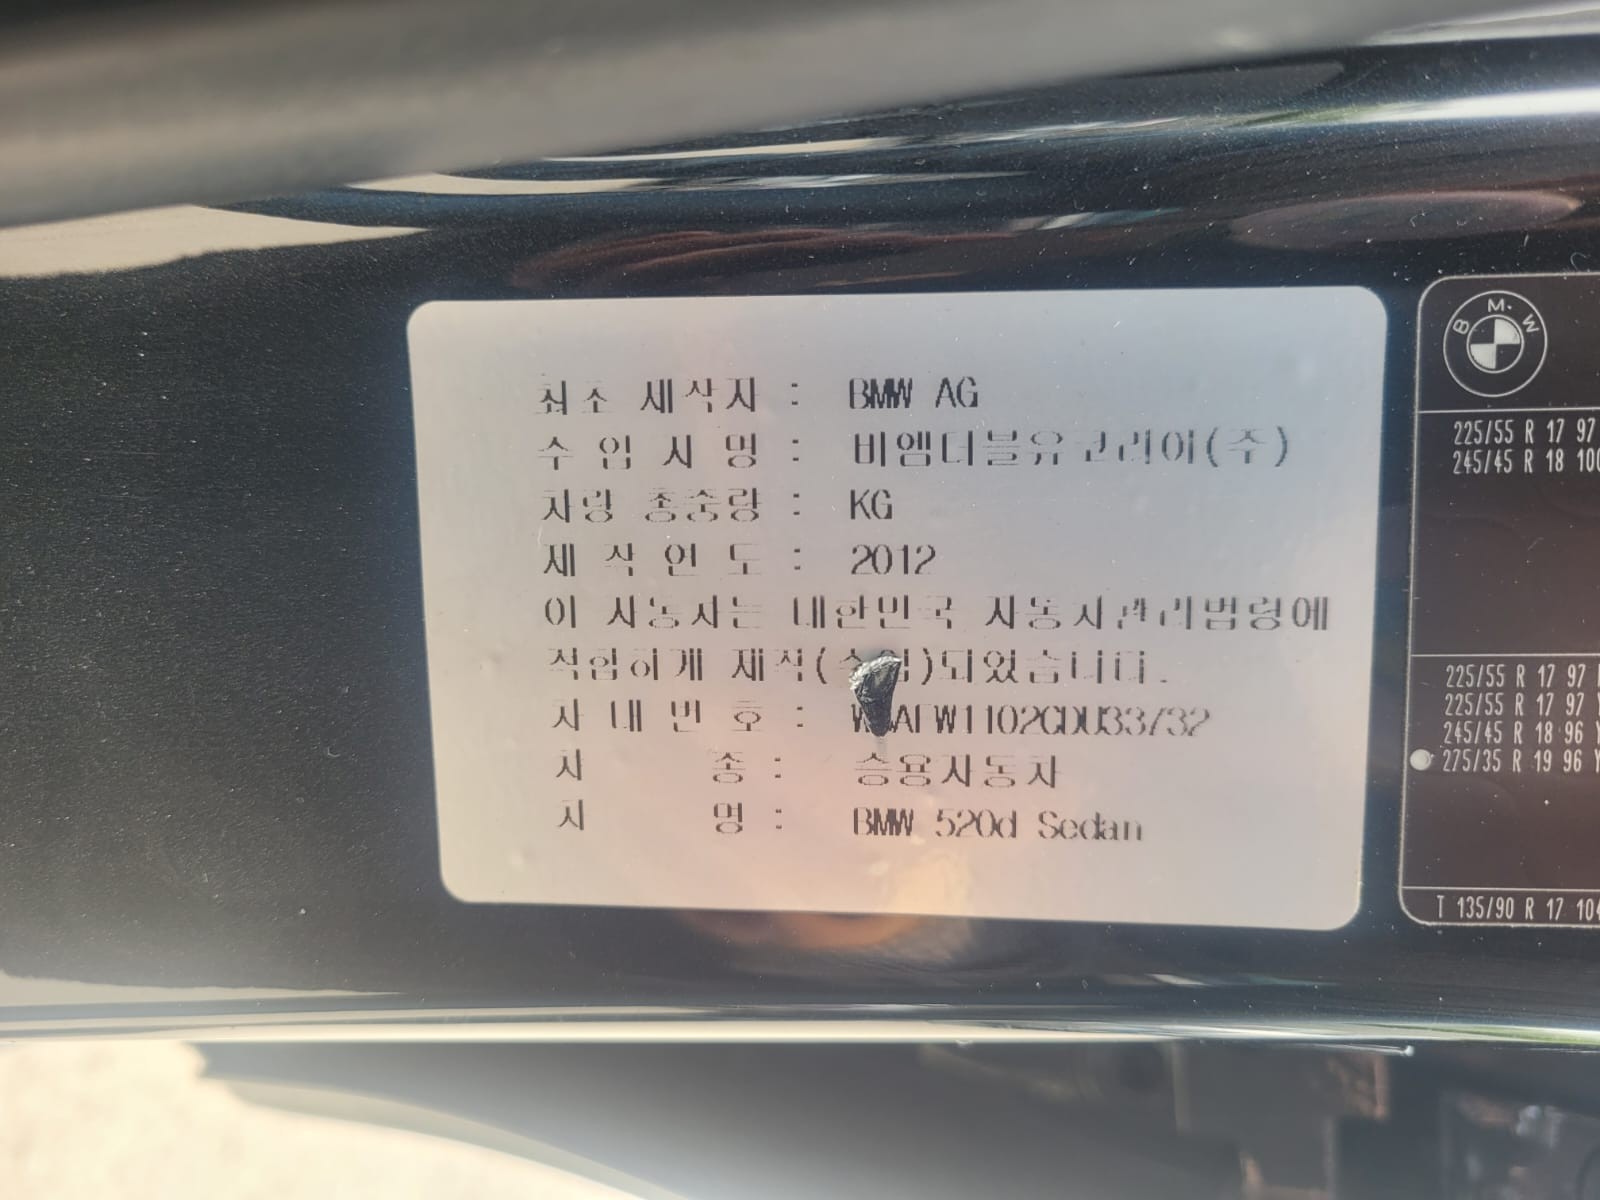 최초 제작자 : BMW AG
수 입 자 명 : 비엠더블유코리아(주)
차량 총중량 : KG
제 작 연 도 : 2012
이 자동차는 대한민국 자동차관리법령에
적합하게 제작(수입)되었습니다.
차 대 번 호 :
차 종 : 승용자동차
차 명 : BMW 520d Sedan
BMW
225/55 R 17 97
245/45 R 18 100
225/55 R 17 97
225/55 R 17 97 Y
245/45 R 18 96 Y
275/35 R 19 96 Y
T 135/90 R 17 104